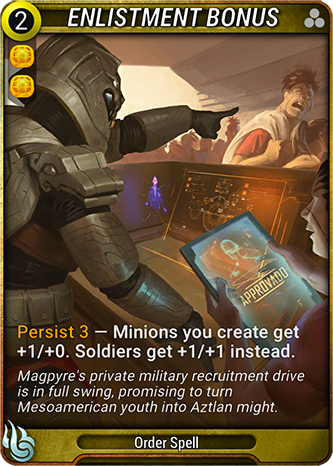 2
ENLISTMENT BONUS
APPROVADO
Persist 3 — Minions you create get
+1/+0. Soldiers get +1/+1 instead.
Magpyre's private military recruitment drive
is in full swing, promising to turn
Mesoamerican youth into Aztlan might.
Order Spell